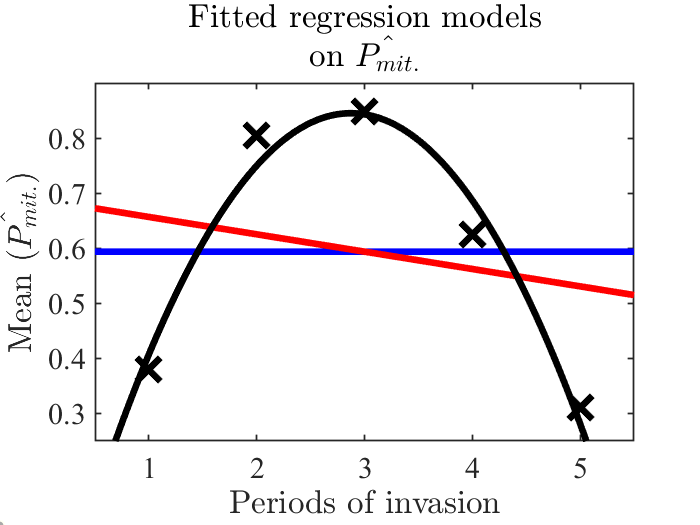 Fitted regression models
on $\hat{P_{mit.}}$
Mean ($\hat{P_{mit.}}$)
0.8
0.7
0.6
0.5
0.4
0.3
1 2 3 4 5
Periods of invasion